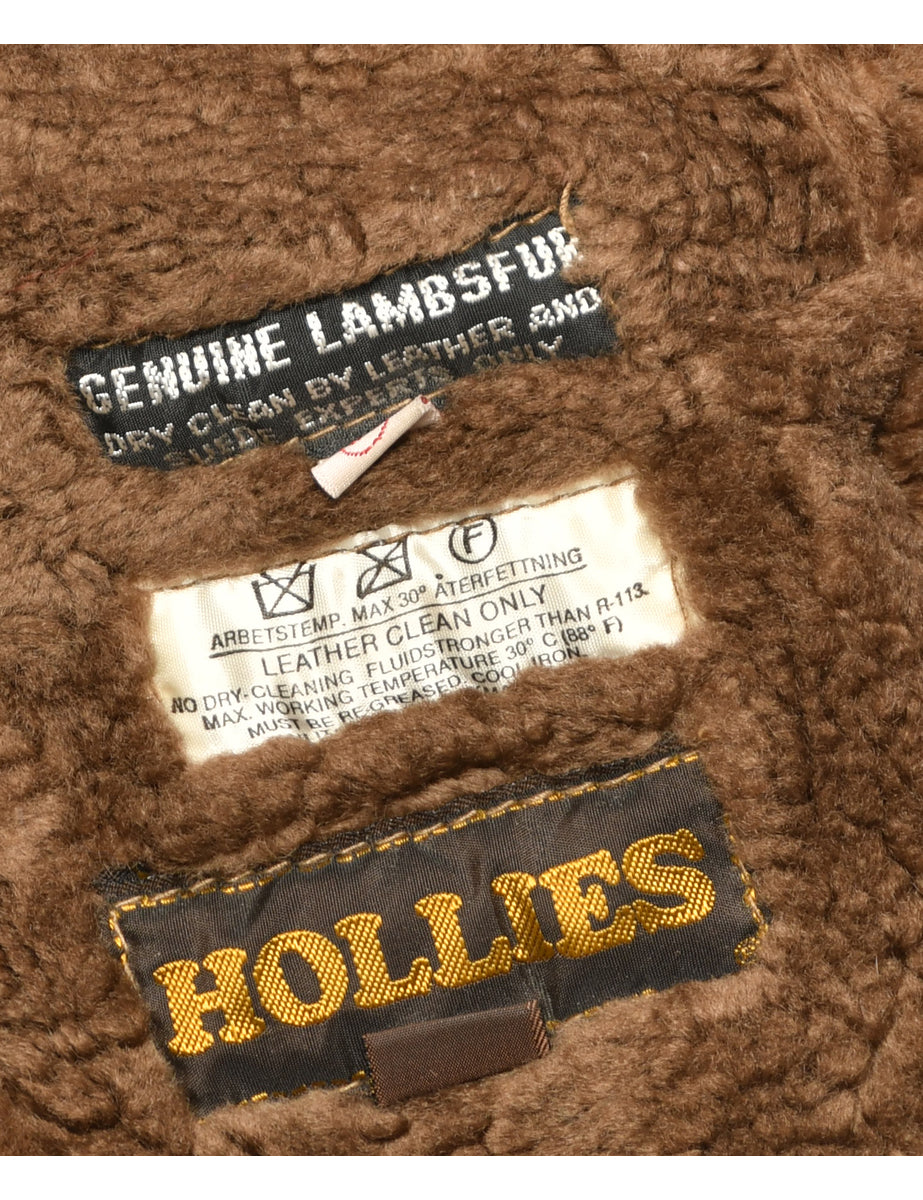 GENUINE LAMBSFUR
DRY CLEAN BY LEATHER AND
SUEDE EXPERTS ONLY
F
ARBETSTEMP. MAX 30° ÅTERFETTNING
LEATHER CLEAN ONLY
NO DRY-CLEANING FLUIDSTRONGER THAN R-113.
MAX. WORKING TEMPERATURE 30° C (88° F)
MUST BE RE-GREASED. COOL IRON.
HOLLIES